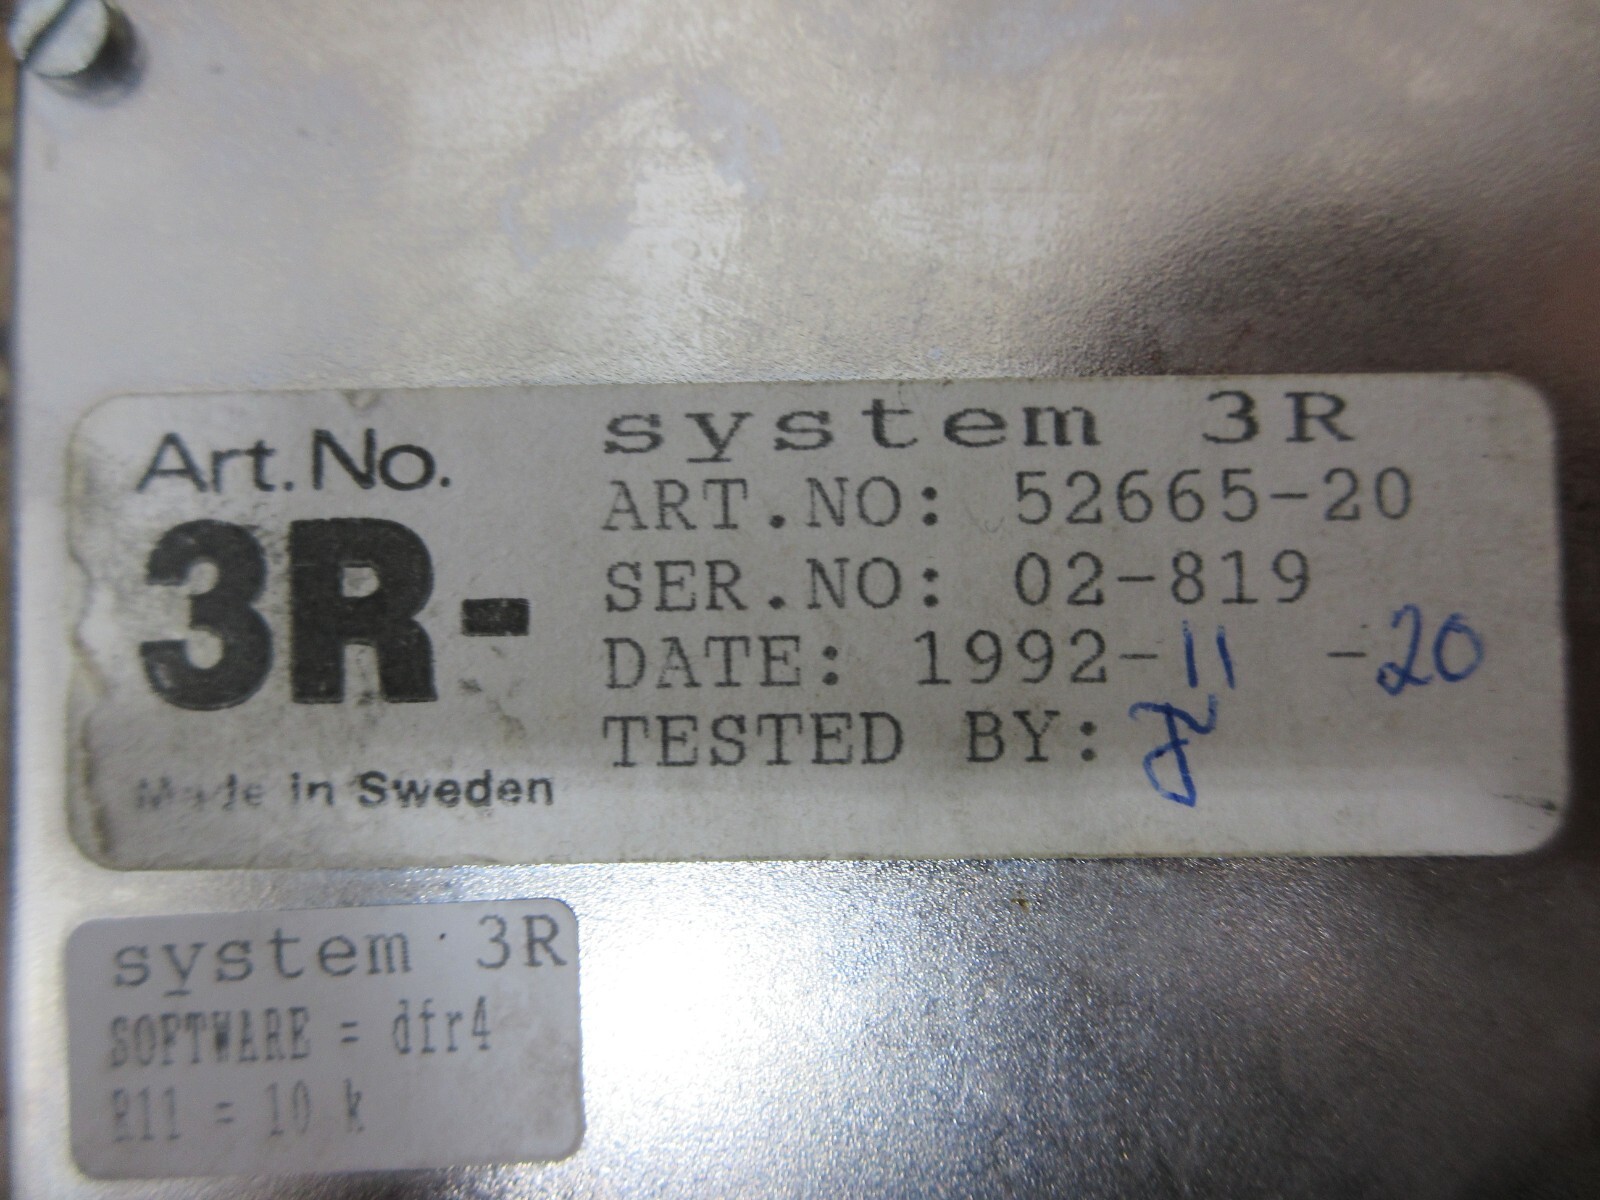 Art.No.
3R-
Made in Sweden
system 3R
ART.NO: 52665-20
SER.NO: 02-819
DATE: 1992-11 -20
TESTED BY:
system 3R
SOFTWARE = dfr4
R11 = 10 k